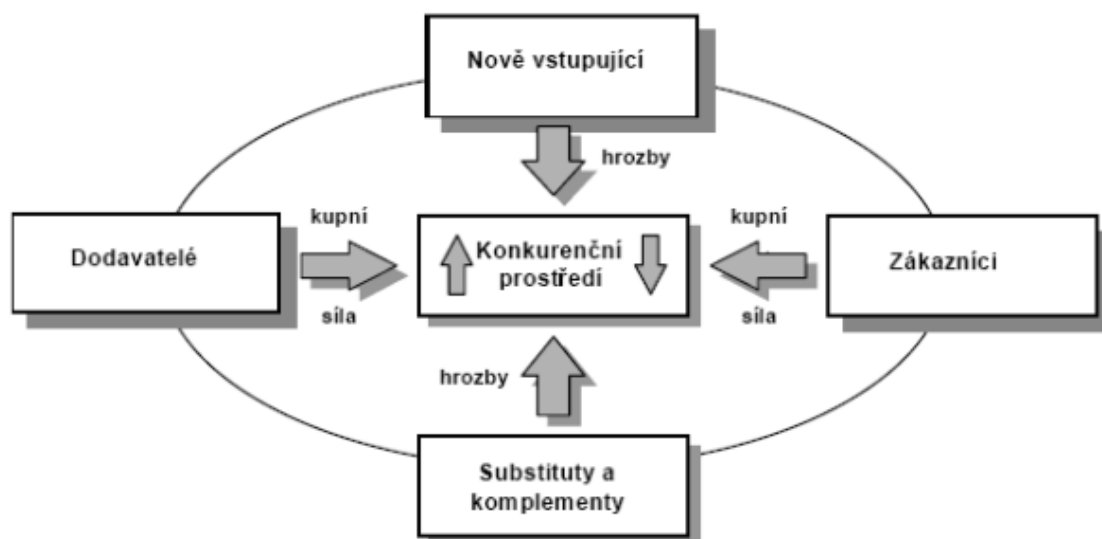 Nově vstupující
hrozby
kupní
kupní
Dodavatelé
Konkurenční
prostředí
Zákazníci
síla
síla
hrozby
Substituty a
komplementy